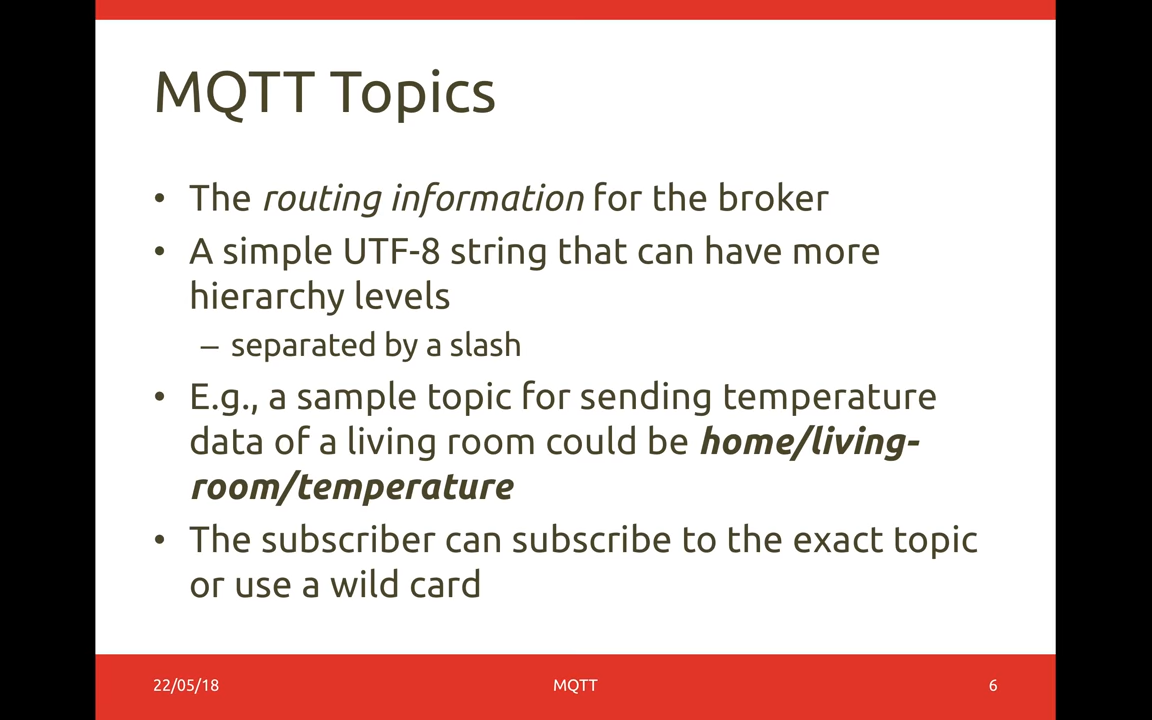 MQTT Topics
• The routing information for the broker
• A simple UTF-8 string that can have more
hierarchy levels
– separated by a slash
• E.g., a sample topic for sending temperature
data of a living room could be home/living-
room/temperature
• The subscriber can subscribe to the exact topic
or use a wild card
22/05/18 MQTT 6